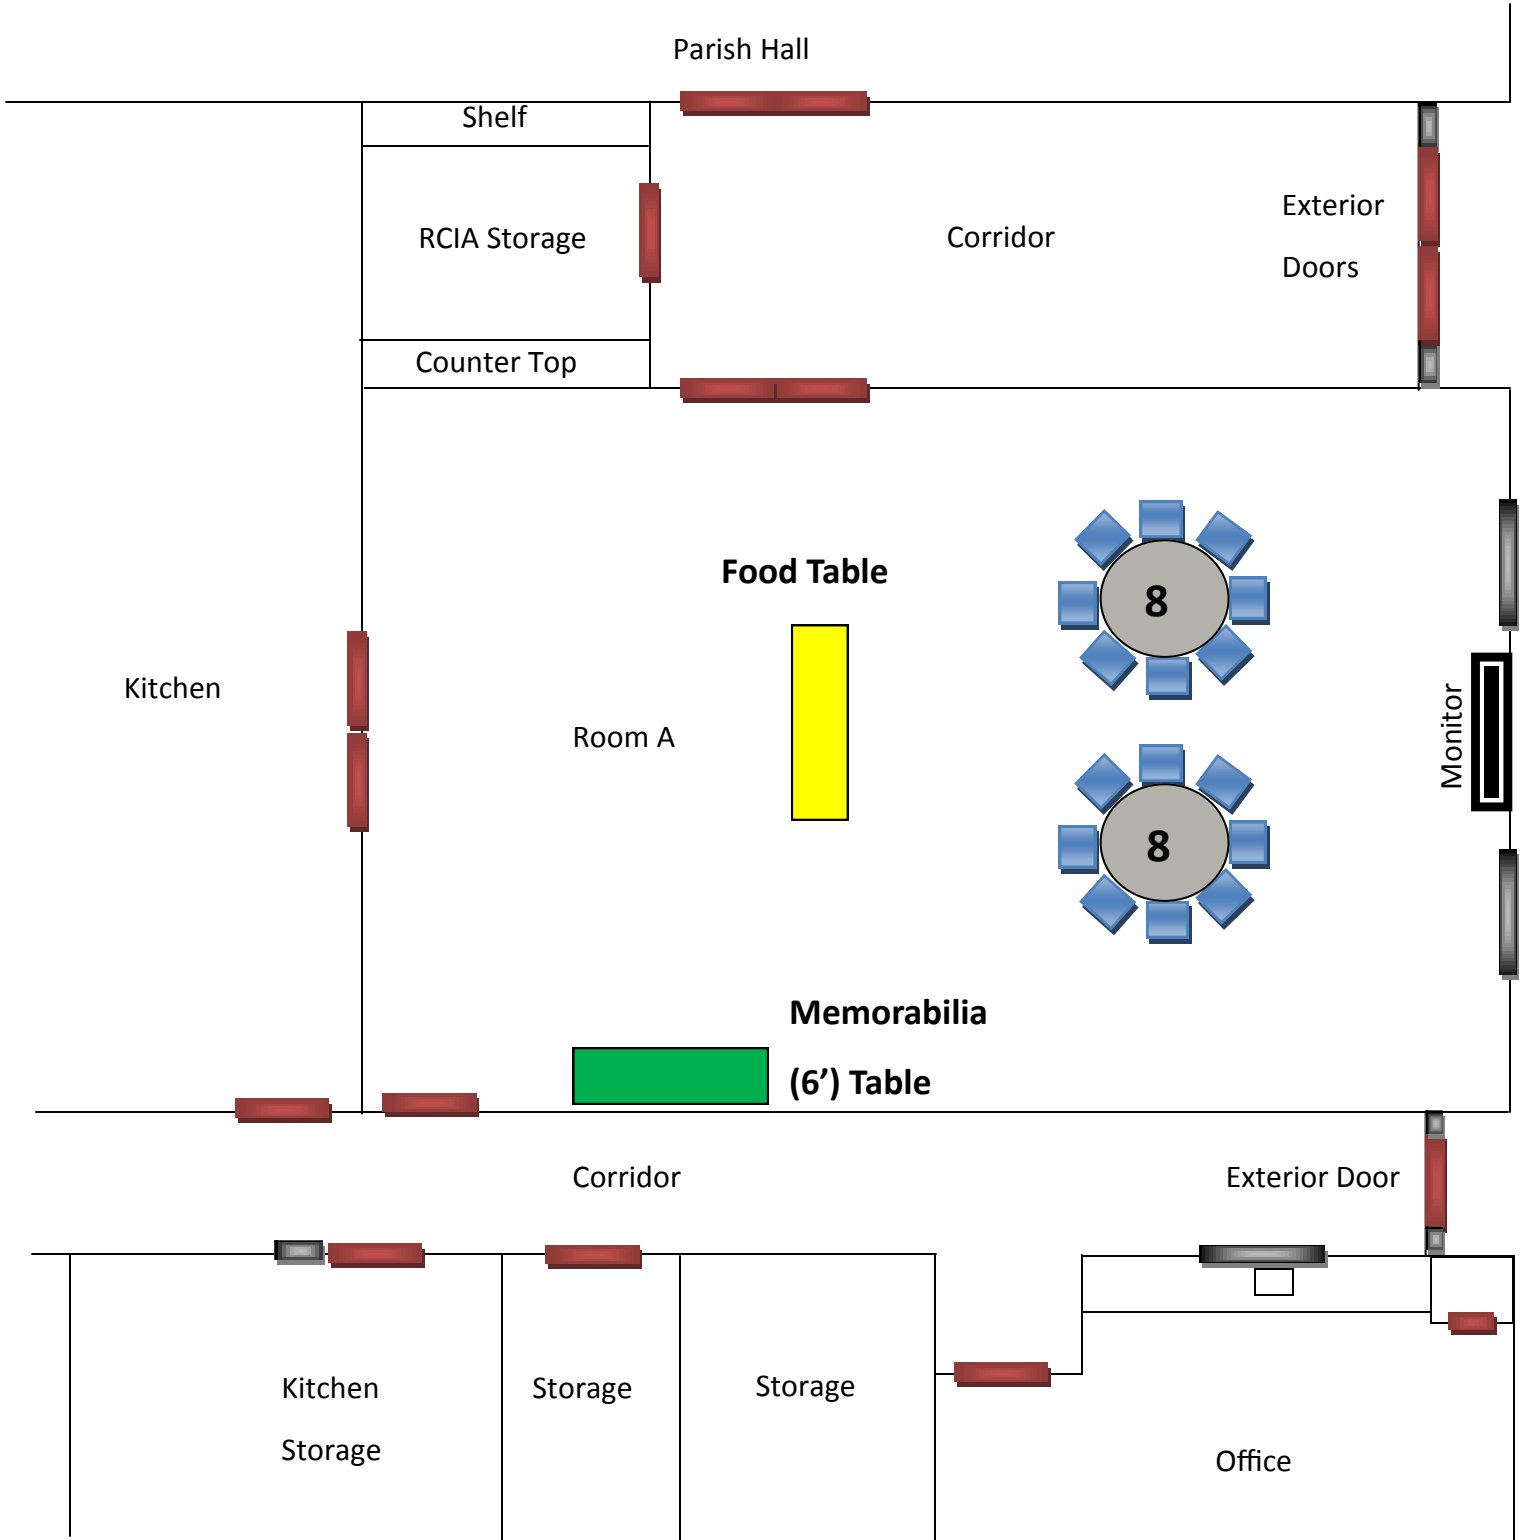 Parish Hall
Shelf
RCIA Storage
Corridor
Exterior
Doors
Counter Top
Food Table
8
Kitchen
Room A
Monitor
8
Memorabilia
(6’) Table
Corridor
Exterior Door
Kitchen
Storage
Storage
Storage
Office